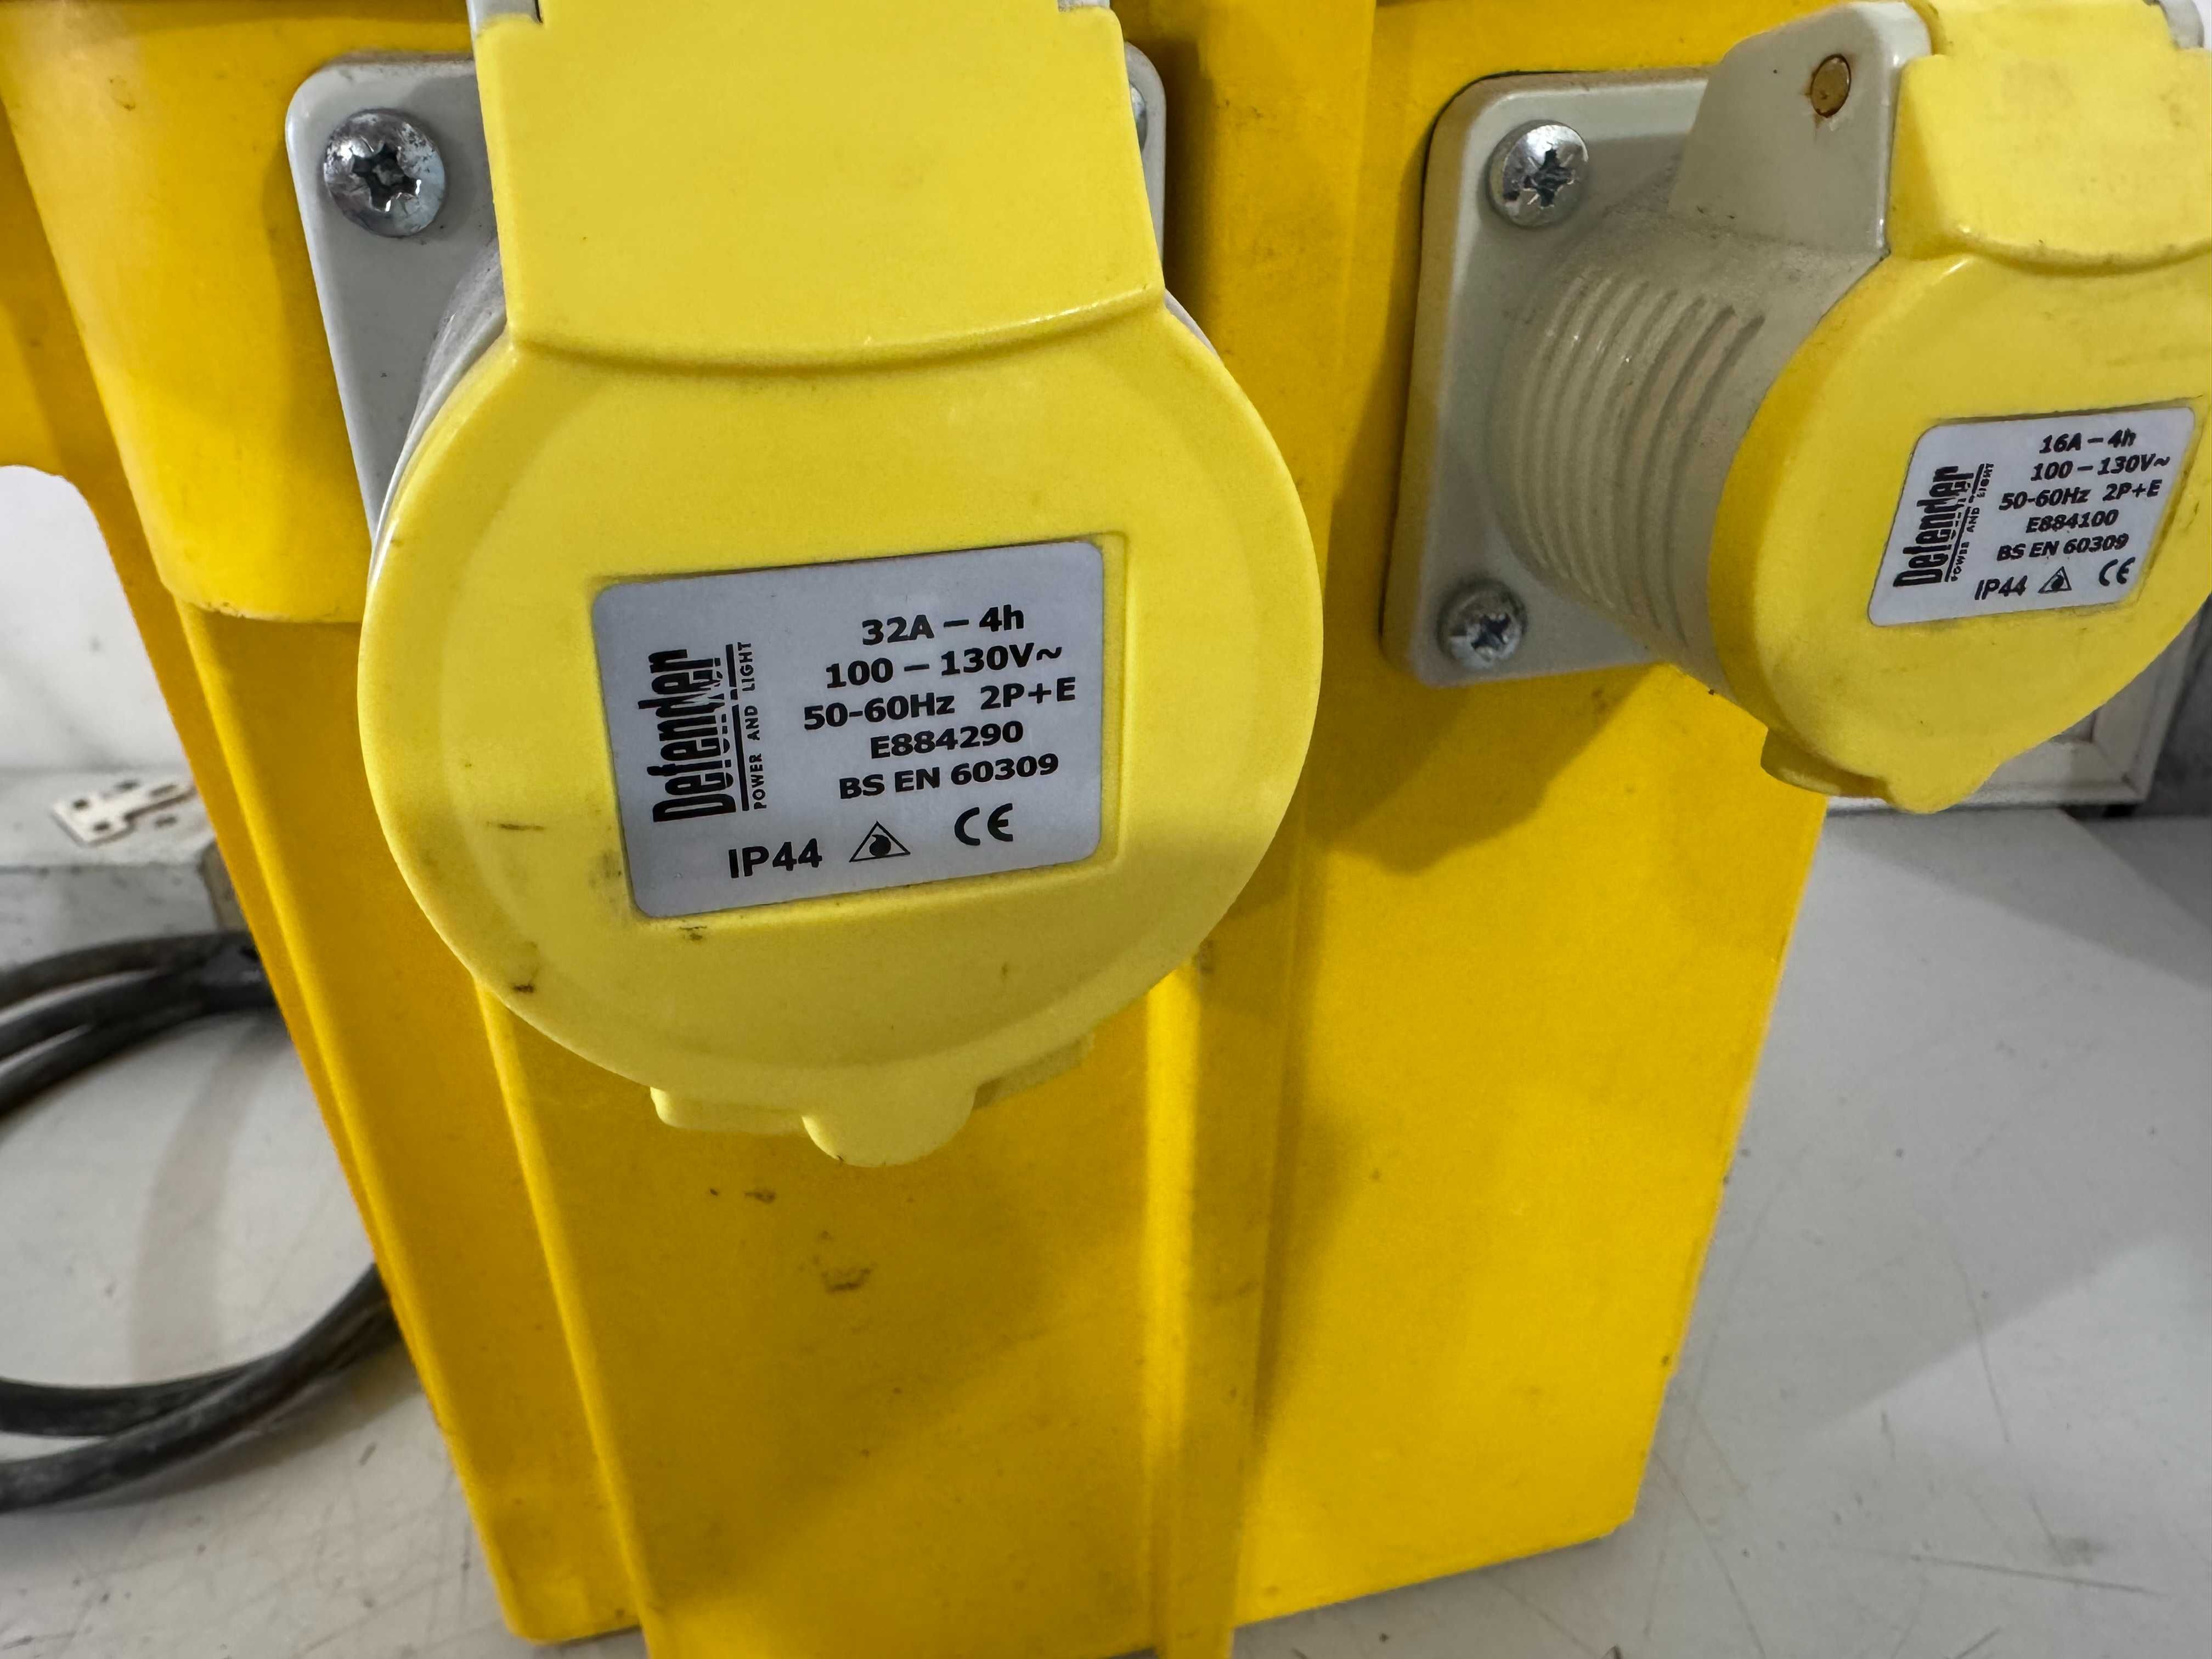 Defender
POWER AND LIGHT
32A – 4h
100 – 130V~
50-60Hz 2P+E
E884290
BS EN 60309
IP44 CE
Defender
POWER AND LIGHT
16A – 4h
100 – 130V~
50-60Hz 2P+E
E884100
BS EN 60309
IP44 CE